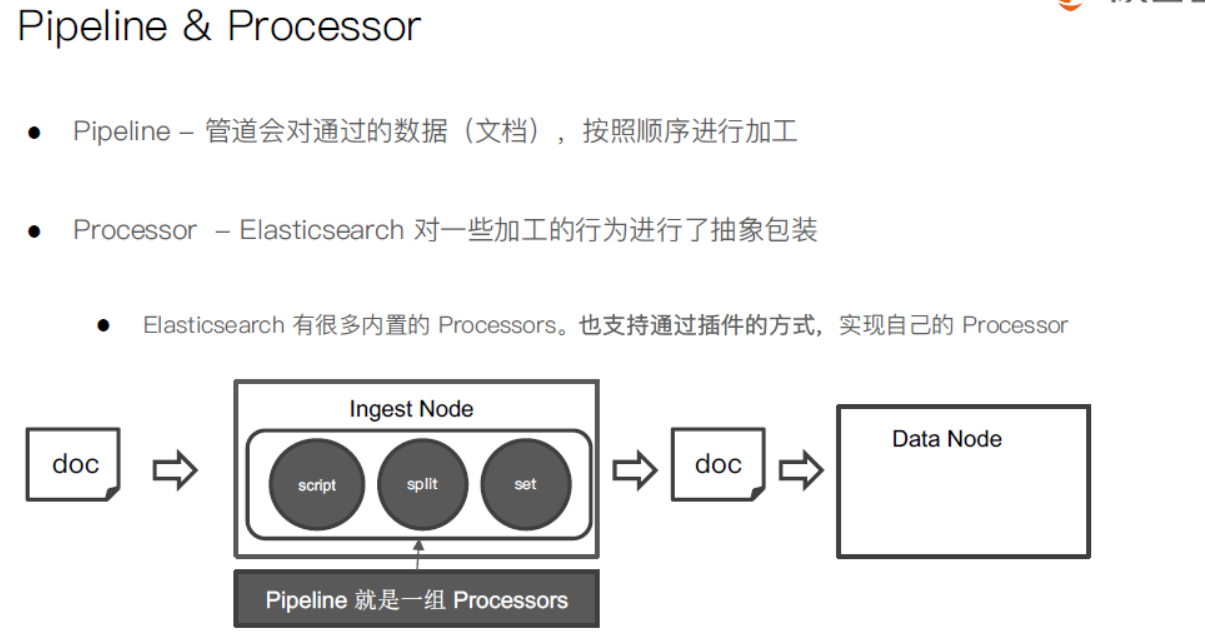 Pipeline & Processor
● Pipeline – 管道会对通过的数据（文档），按照顺序进行加工
● Processor – Elasticsearch 对一些加工的行为进行了抽象包装
● Elasticsearch 有很多内置的 Processors。也支持通过插件的方式，实现自己的 Processor
Ingest Node
doc
script
split
set
doc
Data Node
Pipeline 就是一组 Processors